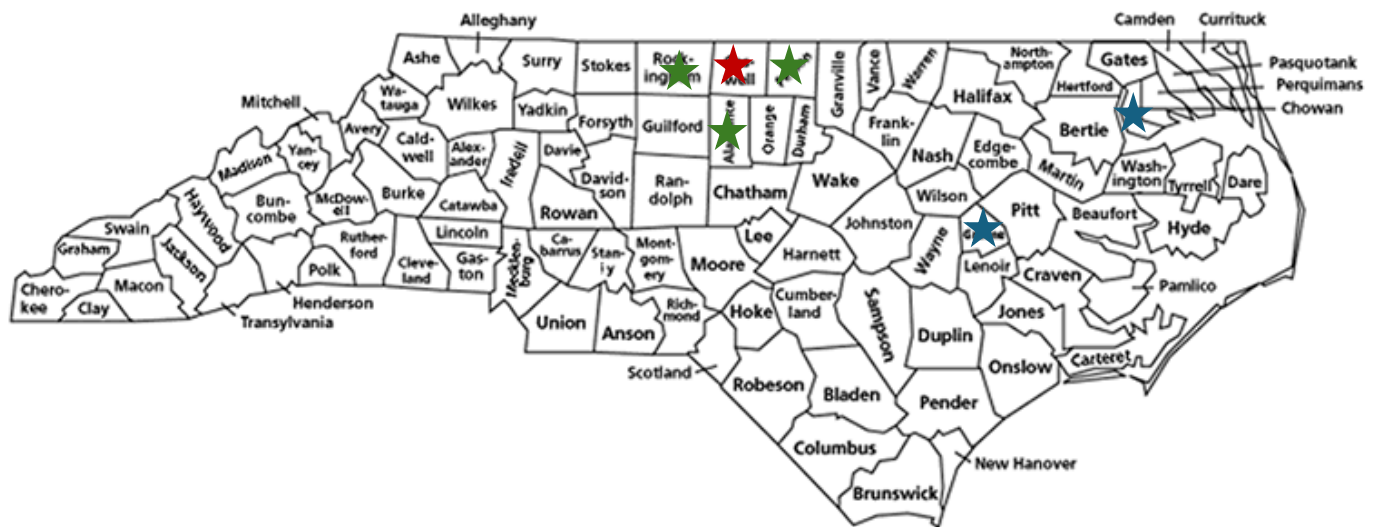 Alleghany
Camden
Currituck
Ashe
Surry
Stokes
Rock-
ingham
well
Granville
Vance
Warren
North-
ampton
Gates
Pasquotank
Perquimans
Chowan
Hertford
Mitchell
Wa-
tauga
Wilkes
Yadkin
Forsyth
Guilford
Orange
Durham
Frank-
lin
Halifax
Bertie
Avery
Cald-
well
Alex-
ander
Iredell
Davie
Nash
Edge-
combe
Martin
Wash-
ington
Tyrrell
Dare
Madison
Yan-
cey
Burke
Catawba
Rowan
David-
son
Ran-
dolph
Chatham
Wake
Wilson
Pitt
Beaufort
Hyde
Haywood
Bun-
combe
McDow-
ell
Swain
Graham
Jackson
Ruther-
ford
Lincoln
Cleve-
land
Gas-
ton
Mecklen-
burg
Ca-
barrus
Stan-
ly
Mont-
gom-
ery
Moore
Lee
Harnett
Johnston
Wayne
Lenoir
Craven
Pamlico
Chero-
kee
Clay
Macon
Polk
Henderson
Transylvania
Union
Anson
Rich-
mond
Hoke
Cumber-
land
Sampson
Duplin
Jones
Onslow
Carteret
Scotland
Robeson
Bladen
Pender
Columbus
New Hanover
Brunswick